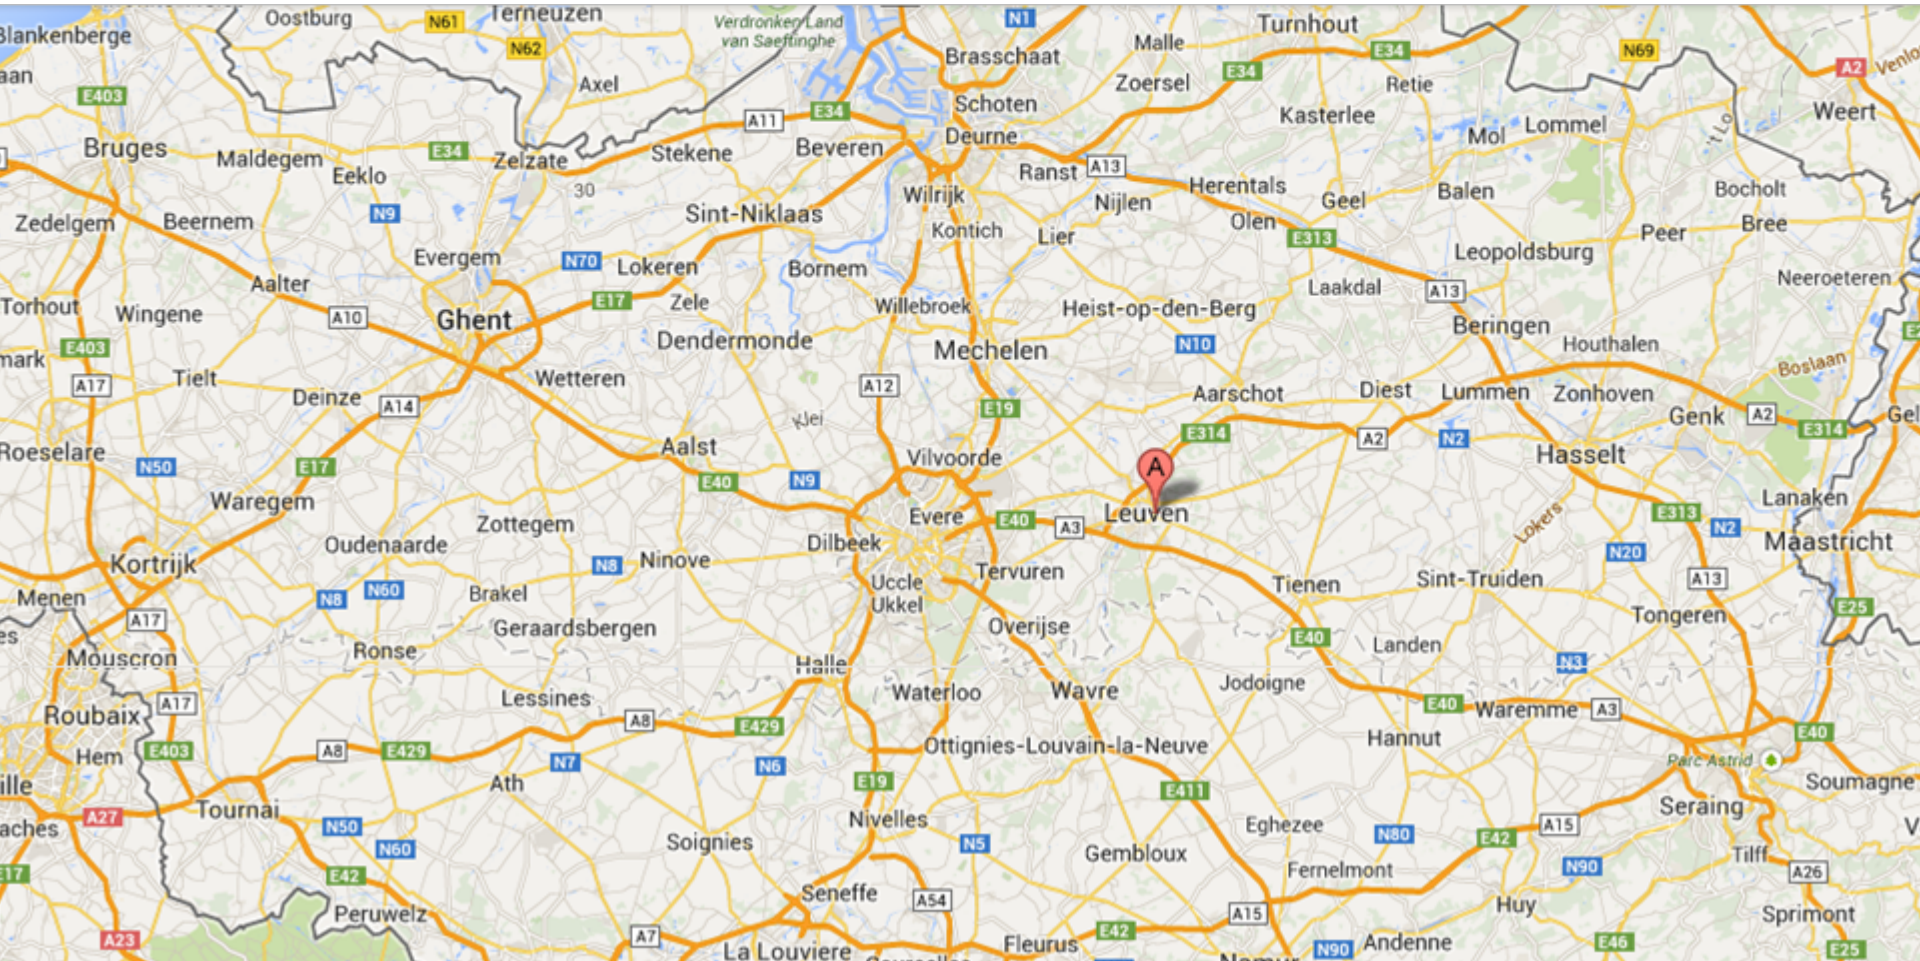 Oostburg
N61
Terneuzen
N62
Verdronken Land
van Saeftinghe
N1
Brasschaat
Malle
Turnhout
E34
N69
A2
Venlo
Blankenberge
aan
E403
Axel
Zoersel
E34
Retie
Weert
Schoten
Kasterlee
A11
E34
Deurne
Mol
Lommel
't Lo
Bruges
Maldegem
E34
Zelzate
Stekene
Beveren
Ranst
A13
Eeklo
30
Wilrijk
Nijlen
Herentals
Geel
Balen
Bocholt
N9
Zedelgem
Beernem
Sint-Niklaas
Kontich
Lier
Olen
E313
Peer
Bree
Evergem
N70
Lokeren
Bornem
Leopoldsburg
Neeroeteren
Aalter
Torhout
Wingene
A10
Ghent
E17
Zele
Willebroek
Heist-op-den-Berg
Laakdal
A13
Beringen
E403
mark
Dendermonde
Mechelen
N10
Houthalen
Boslaan
A17
Tielt
Deinze
A14
Wetteren
A12
E19
Aarschot
Diest
Lummen
Zonhoven
Genk
A2
E314
Gel
Klei
E314
A2
N2
Roeselare
N50
E17
Aalst
E40
N9
Vilvoorde
A
Hasselt
Waregem
Zottegem
Evere
E40
A3
Leuven
Lokers
E313
N2
Lanaken
Kortrijk
Oudenaarde
N8
Ninove
Dilbeek
Tervuren
N20
Maastricht
Menen
N8
N60
Brakel
Uccle
Ukkel
Tienen
Sint-Truiden
A13
A17
Geraardsbergen
Overijse
E40
Landen
Tongeren
E25
es
Mouscron
Ronse
Halle
N3
A17
Lessines
Waterloo
Wavre
Jodoigne
Roubaix
A8
E429
E40
Waremme
A3
Hem
E403
A8
E429
N7
N6
Ottignies-Louvain-la-Neuve
Hannut
E40
Parc Astrid
ille
Ath
E19
E411
Soumagne
Tournai
A27
N50
Nivelles
Seraing
aches
N60
Soignies
N5
Gembloux
Eghezee
N80
E42
A15
Tilff
E17
E42
Seneffe
A54
Fernelmont
N90
A26
Peruwelz
A15
Huy
Sprimont
A23
A7
La Louviere
Fleurus
E42
N90
Andenne
E46
E25
Namur